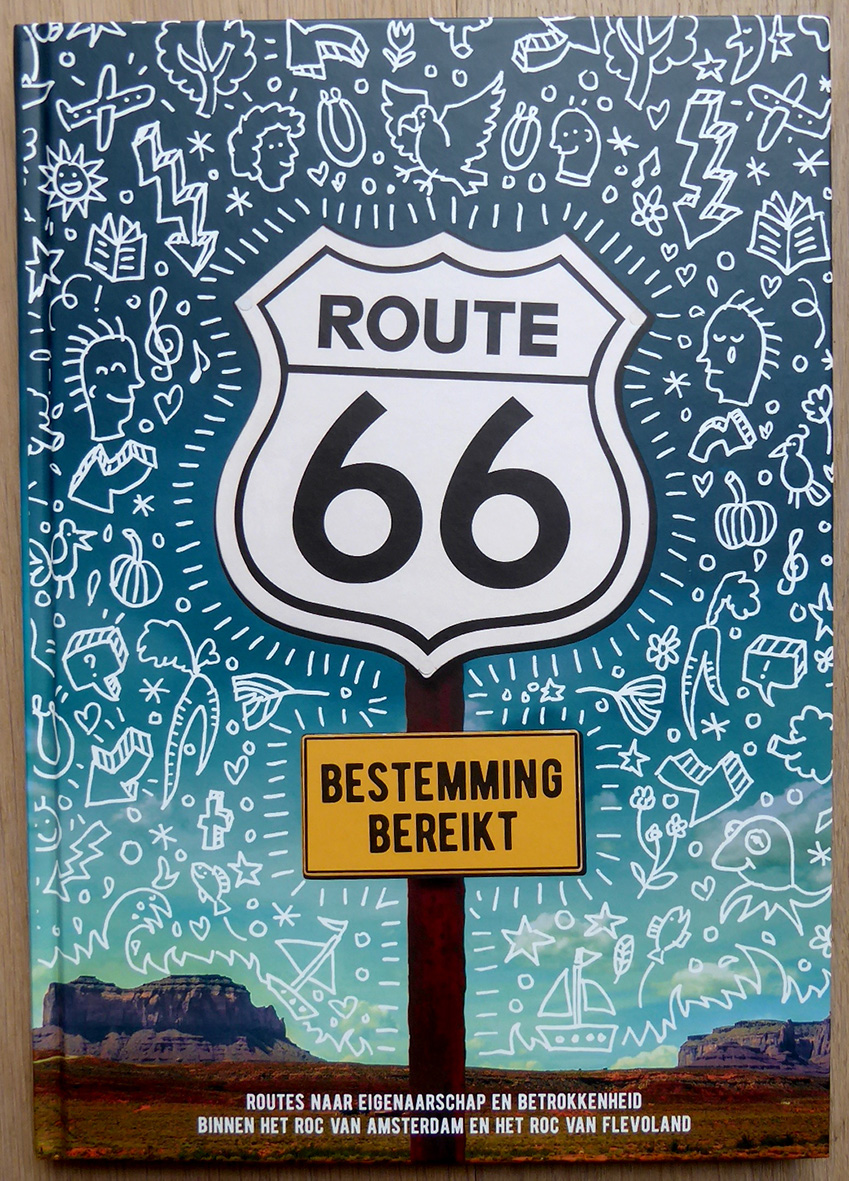 ROUTE
66
BESTEMMING
BEREIKT
ROUTES NAAR EIGENAARSCHAP EN BETROKKENHEID
BINNEN HET ROC VAN AMSTERDAM EN HET ROC VAN FLEVOLAND